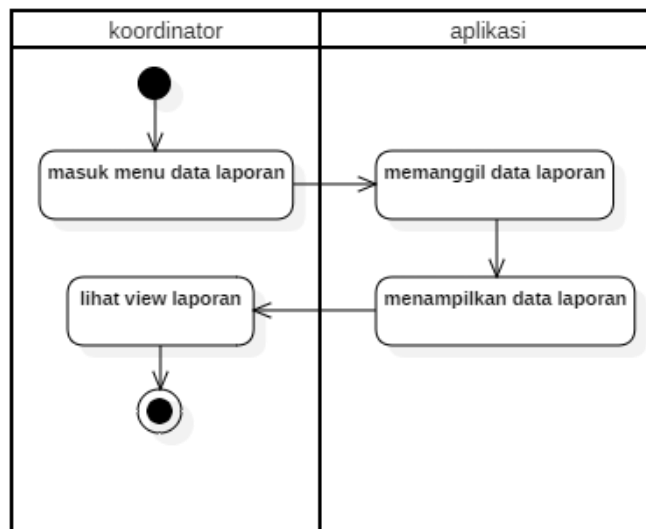 koordinator
aplikasi
masuk menu data laporan
memanggil data laporan
lihat view laporan
menampilkan data laporan